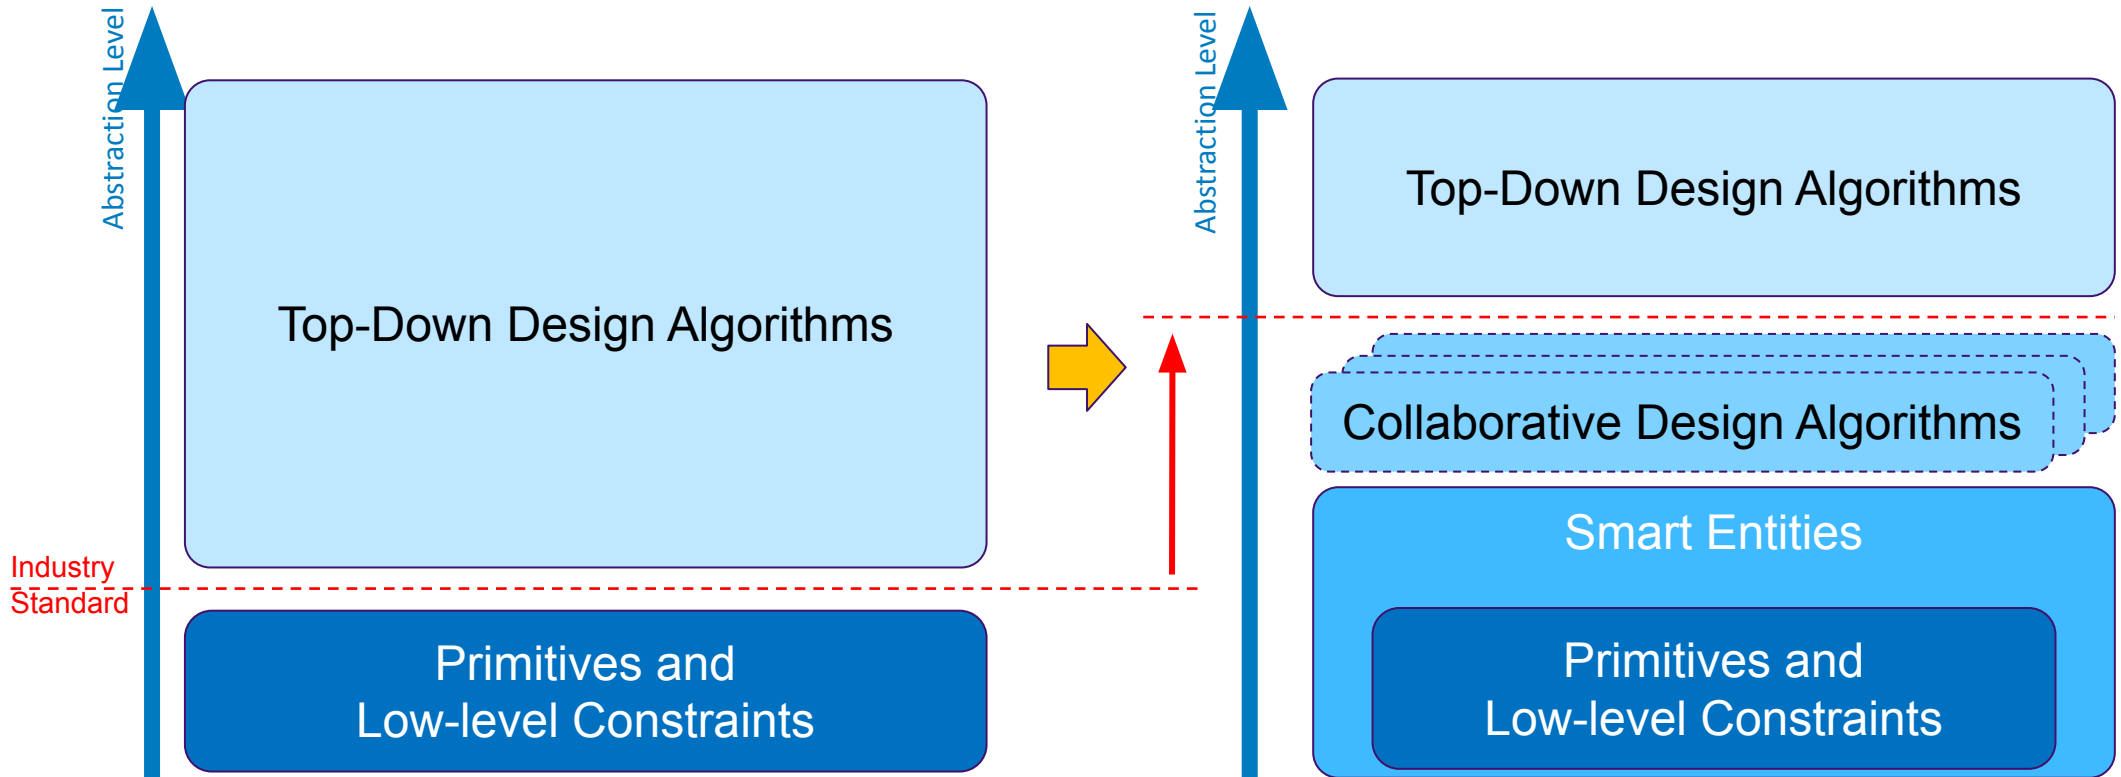 Abstraction Level
Top-Down Design Algorithms
Industry
Standard
Primitives and
Low-level Constraints
Abstraction Level
Top-Down Design Algorithms
Collaborative Design Algorithms
Smart Entities
Primitives and
Low-level Constraints